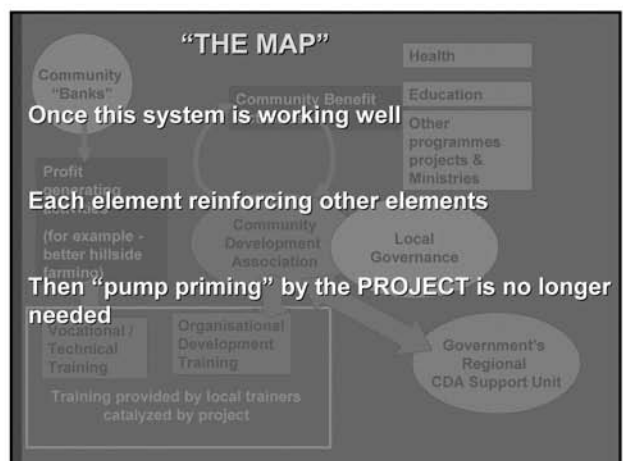 “THE MAP”
Community
“Banks”
Health
Community Benefit
Education
Once this system is working well
Other
programmes
projects &
Ministries
Profit
generating
activities
(for example -
better hillside
(arming)
Each element reinforcing other elements
Community
Development
Association
Local
Governance
Then “pump priming” by the PROJECT is no longer
needed
Vocational /
Technical
Training
Organisational
Development
Training
Government's
Regional
CDA Support Unit
Training provided by local trainers
catalyzed by project